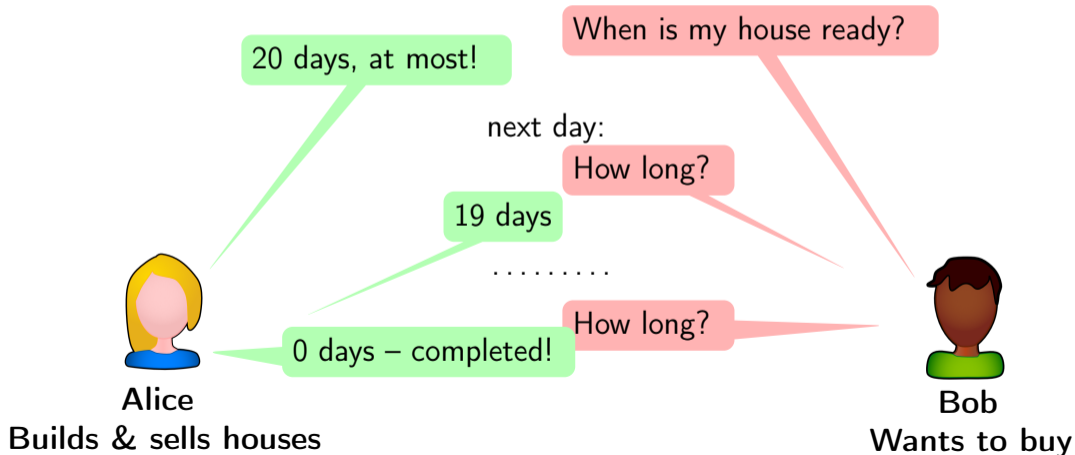 When is my house ready?
20 days, at most!
next day:
How long?
19 days
.........
How long?
0 days – completed!
Alice
Builds & sells houses
Bob
Wants to buy